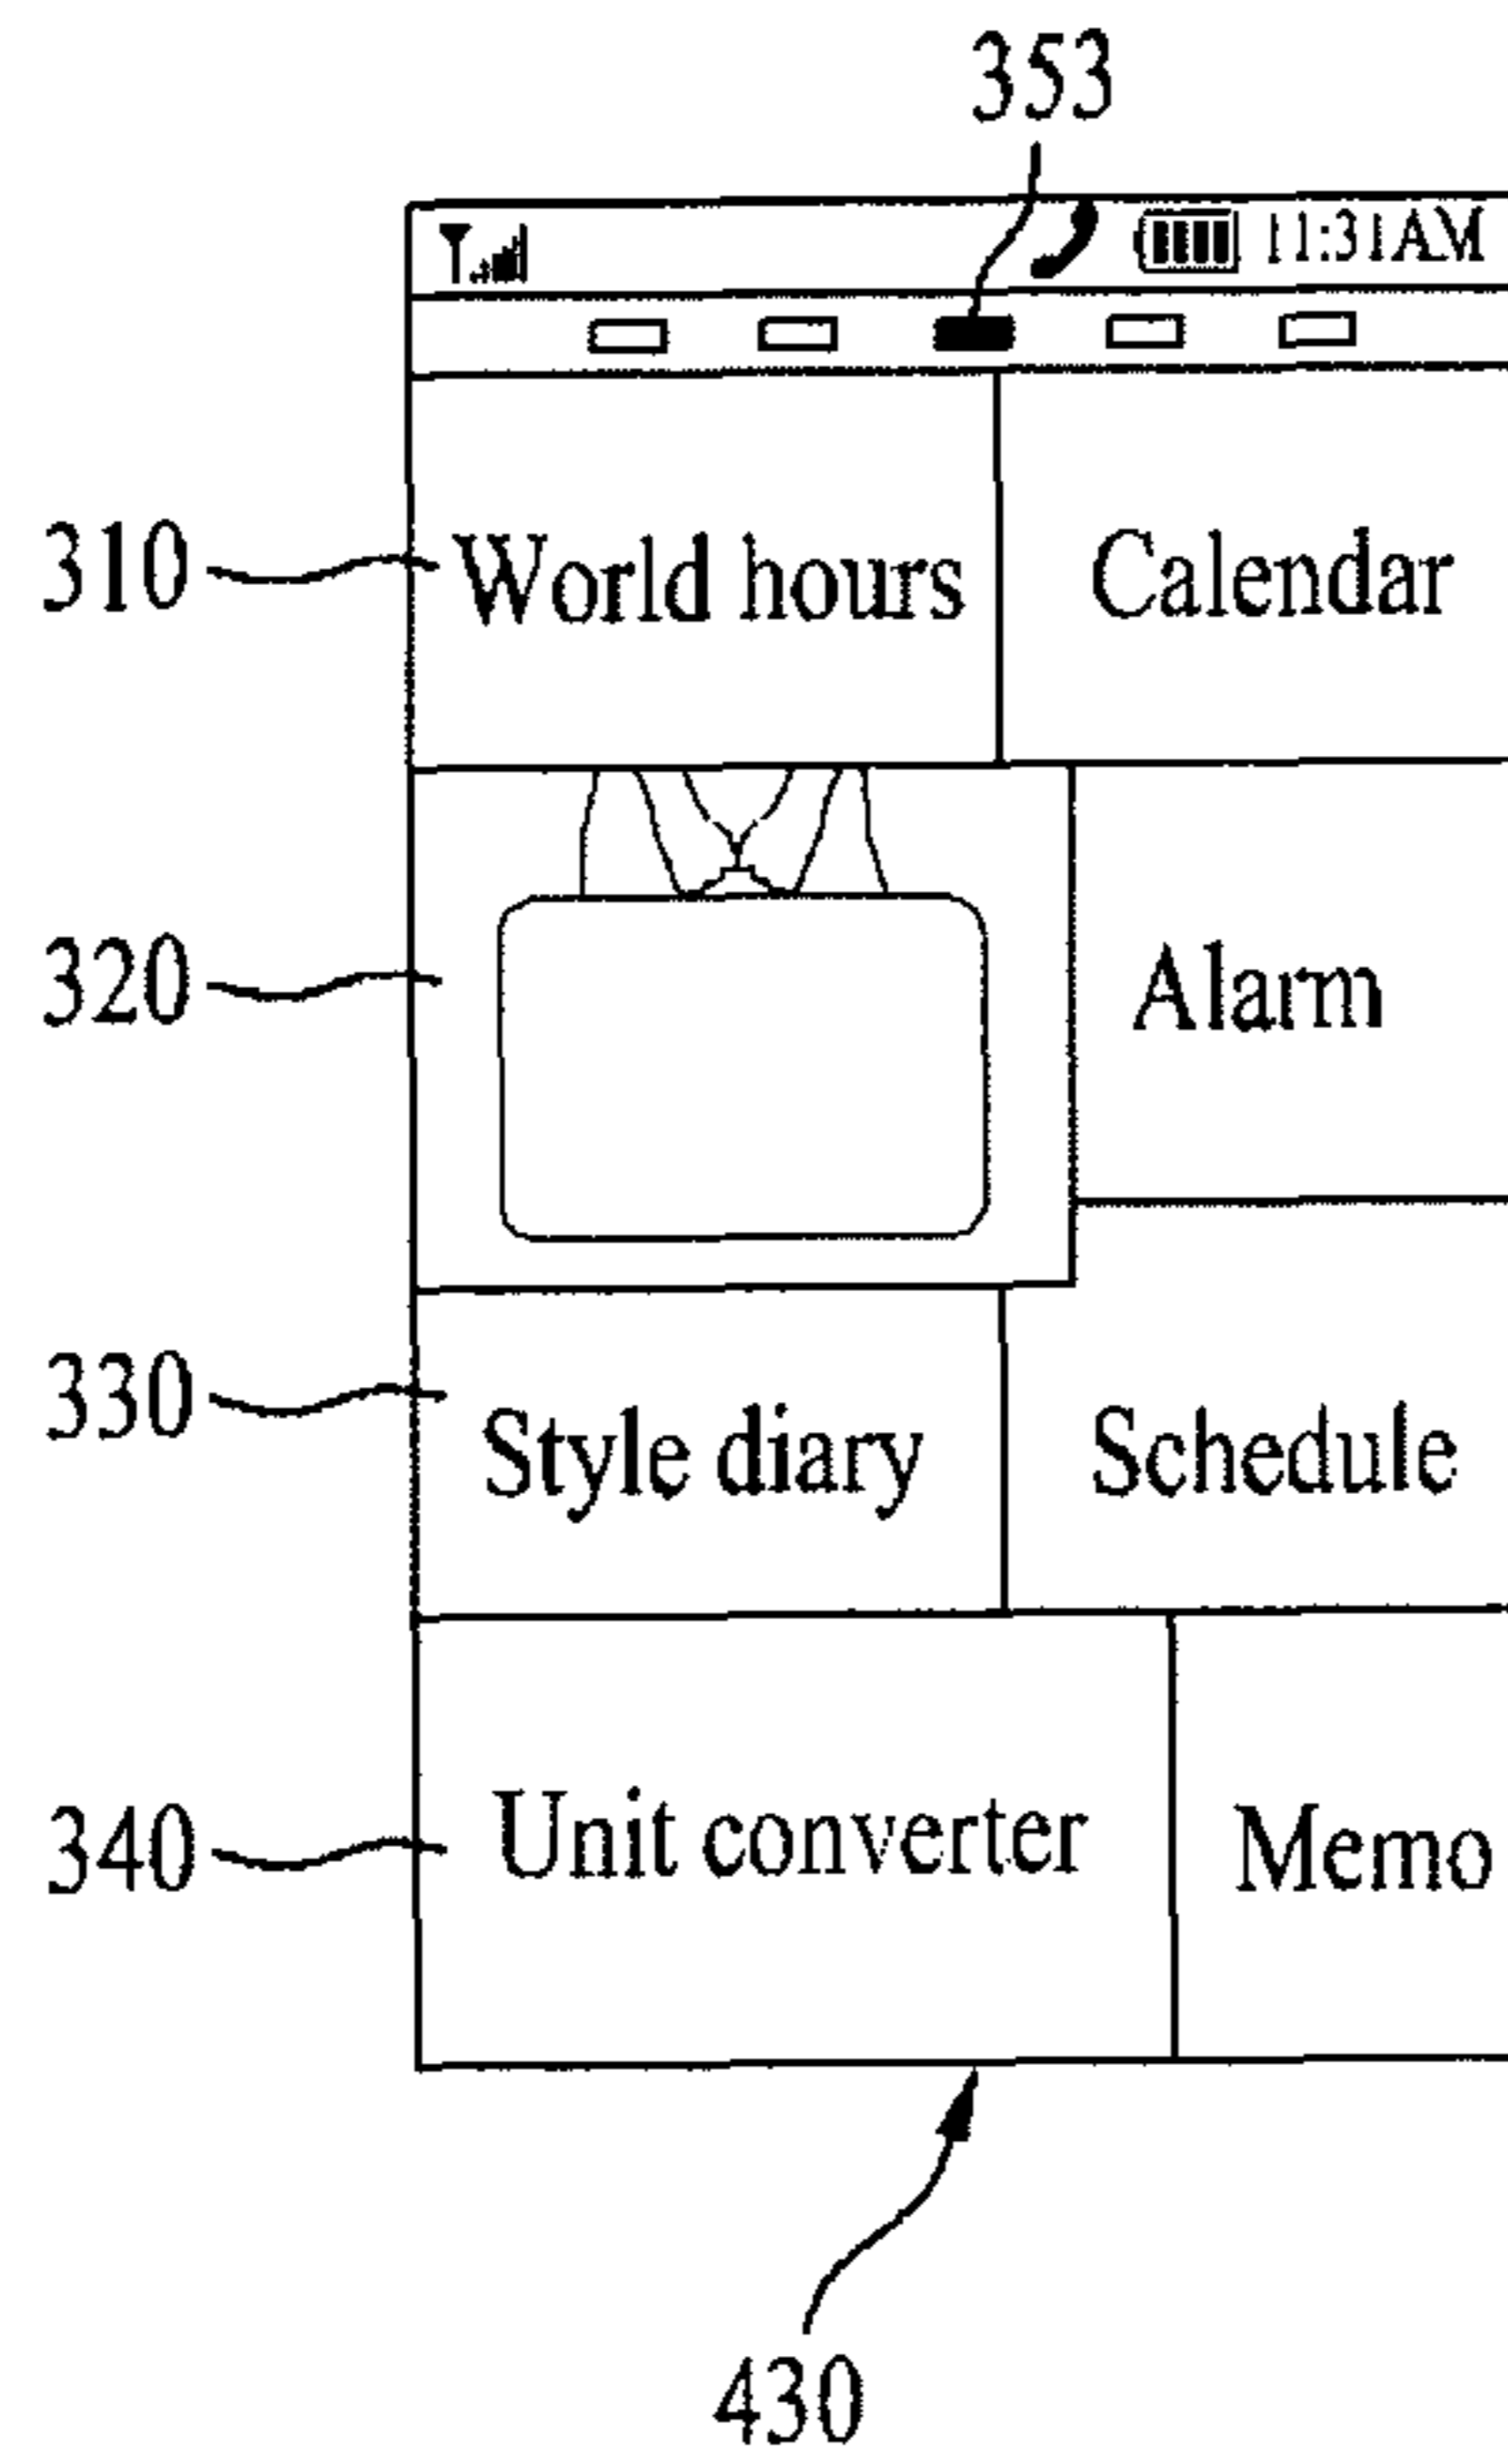 353
11:31AM
310 World hours Calendar
320 Alarm
330 Style diary Schedule
340 Unit converter Memo
430